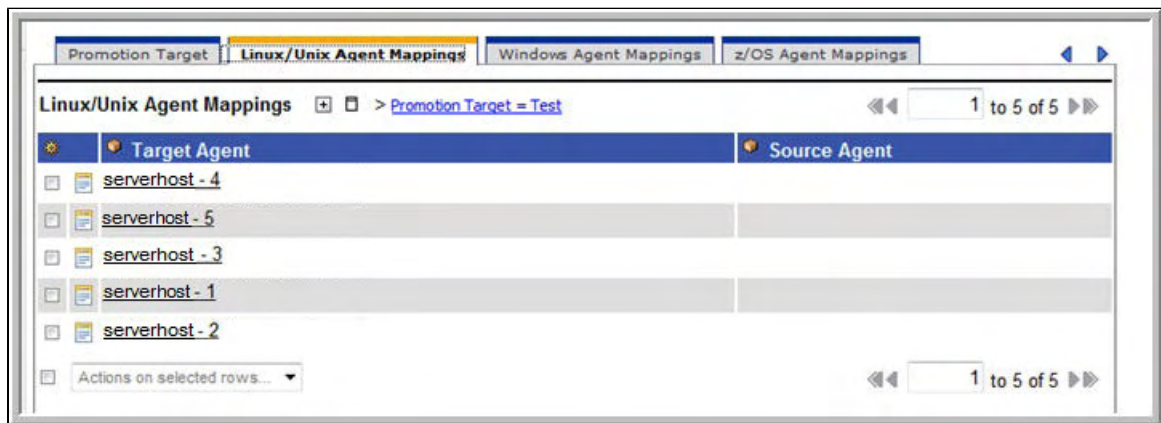 Promotion Target Linux/Unix Agent Mappings Windows Agent Mappings z/OS Agent Mappings
Linux/Unix Agent Mappings > Promotion Target = Test 1 to 5 of 5
Target Agent Source Agent
serverhost - 4
serverhost - 5
serverhost - 3
serverhost - 1
serverhost - 2
Actions on selected rows... 1 to 5 of 5